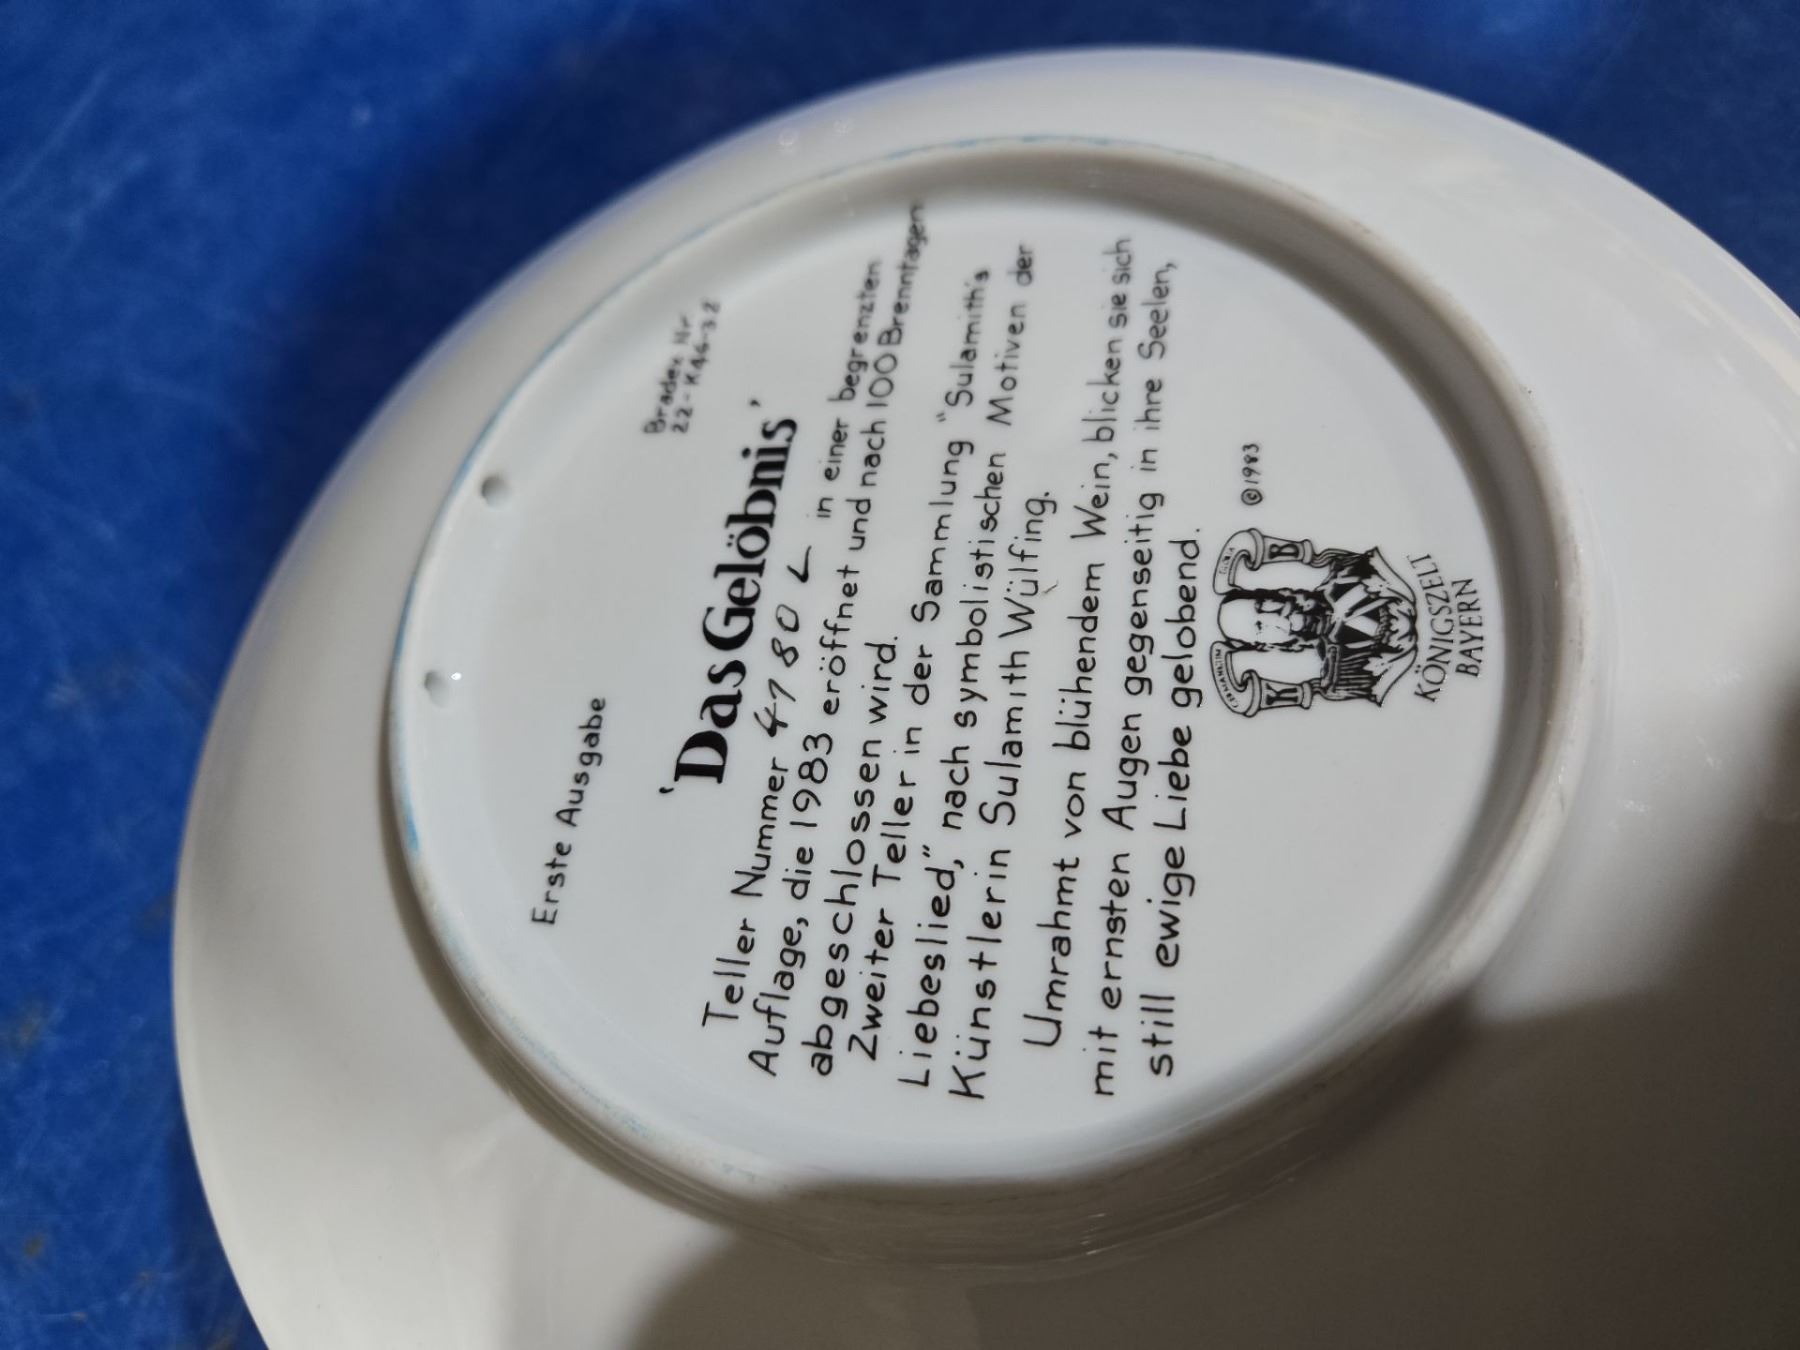 Erste Ausgabe
Bradex Nr.
22-K46-3.2
'Das Gelöbnis'
Teller Nummer 4780 L in einer begrenzten
Auflage, die 1983 eröffnet und nach 100 Brenntagen
abgeschlossen wird.
Zweiter Teller in der Sammlung "Sulamith's
Liebeslied," nach symbolistischen Motiven der
Künstlerin Sulamith Wülfing.
Umrahmt von blühendem Wein, blicken sie sich
mit ernsten Augen gegenseitig in ihre Seelen,
still ewige Liebe gelobend.
©1983
K B
KÖNIGSZELT
BAYERN